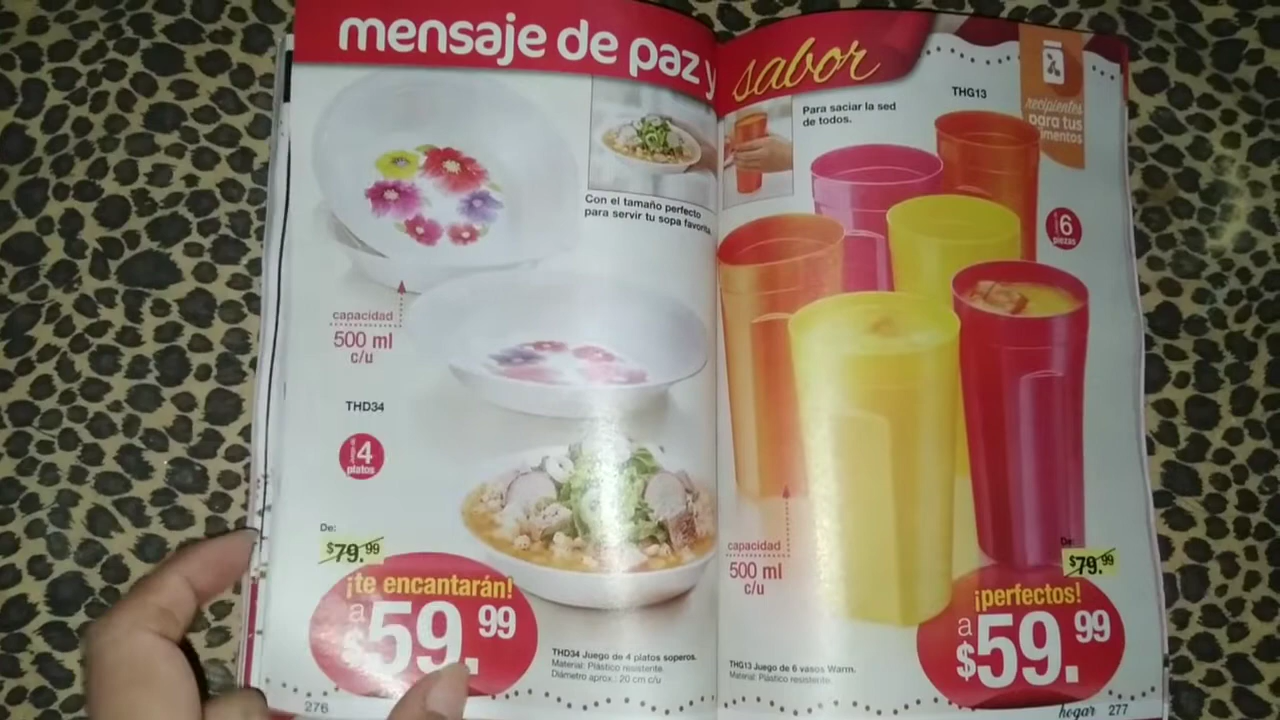 mensaje de paz y
Con el tamaño perfecto
para servir tu sopa favorita.
capacidad
500 ml
c/u
THD34
4
platos
De:
$79.99
¡te encantarán!
a
$59.99
THD34 Juego de 4 platos soperos.
Material: Plástico resistente.
Diámetro aprox.: 20 cm c/u
276
sabor
Para saciar la sed
de todos.
THG13
recipientes
para tus
alimentos
6
piezas
capacidad
500 ml
c/u
De:
$79.99
¡perfectos!
a
$59.99
THG13 Juego de 6 vasos Warm.
Material: Plástico resistente.
hogar 277